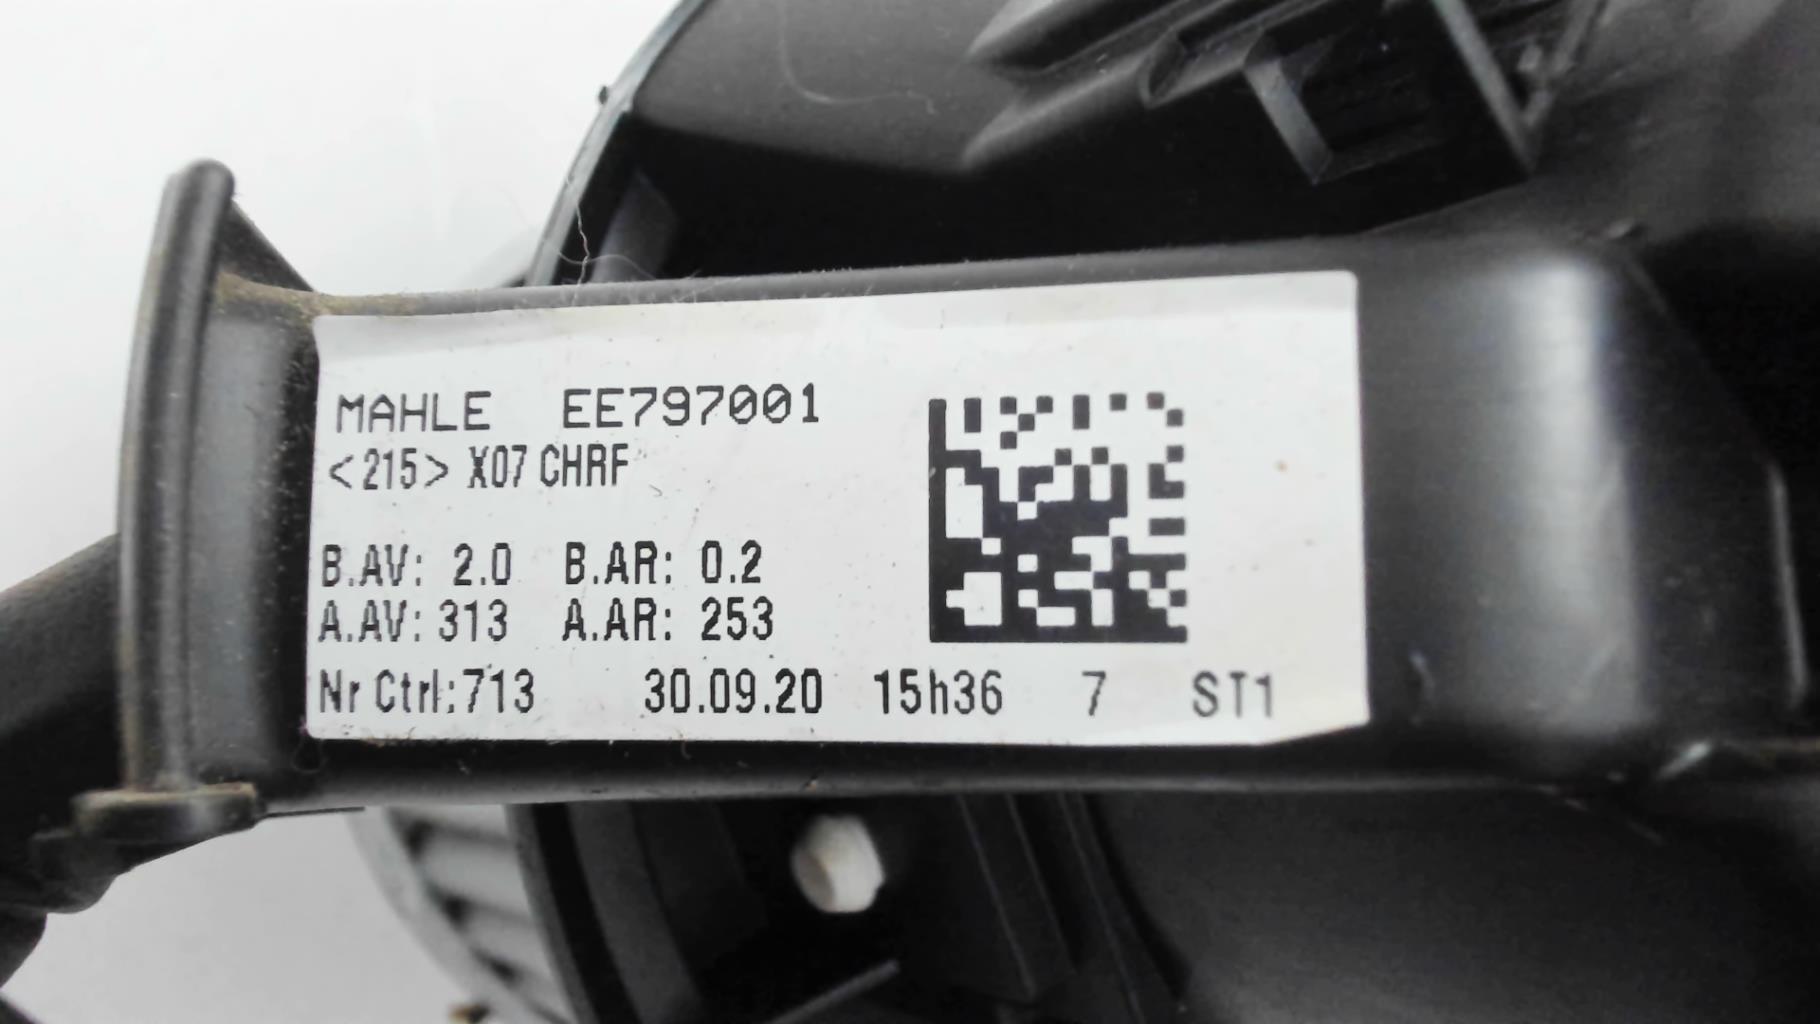 MAHLE EE797001
<215> X07 CHRF
B.AV: 2.0 B.AR: 0.2
A.AV: 313 A.AR: 253
Nr Ctrl:713 30.09.20 15h36 7 ST1